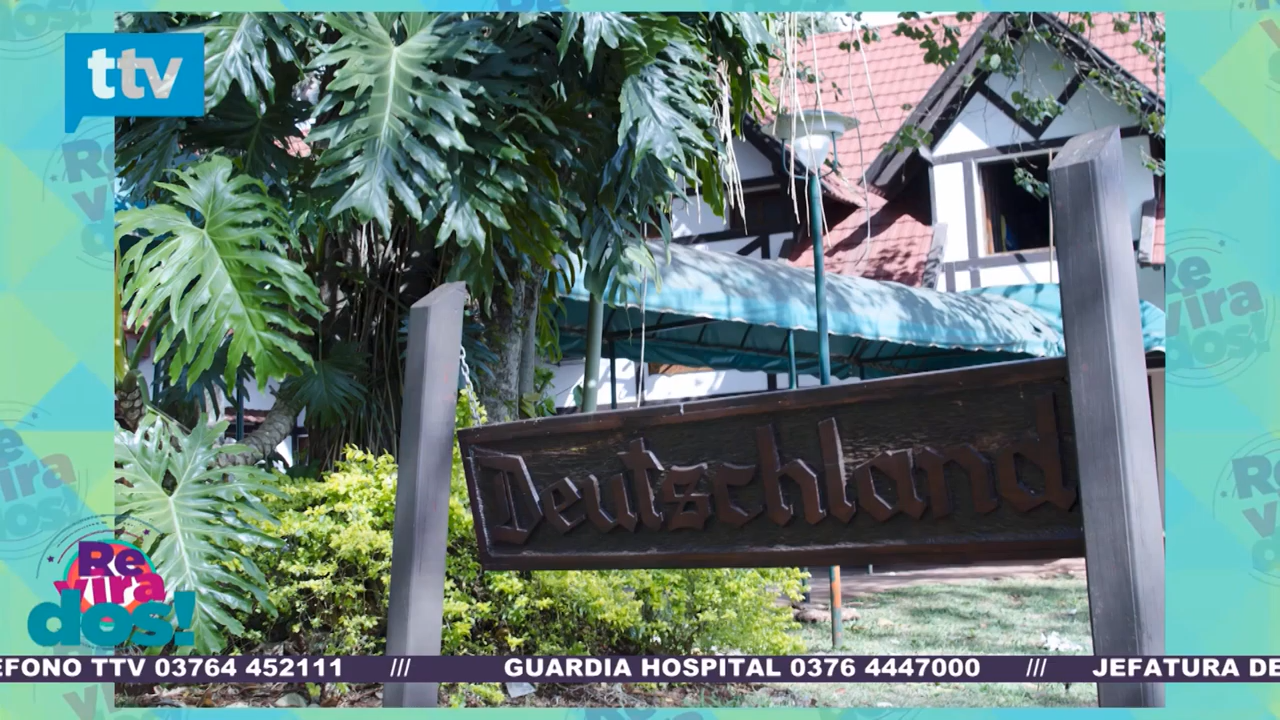 ttv
Deutschland
Re
vira
dos!
EFONO TTV 03764 452111 /// GUARDIA HOSPITAL 0376 4447000 /// JEFATURA DE